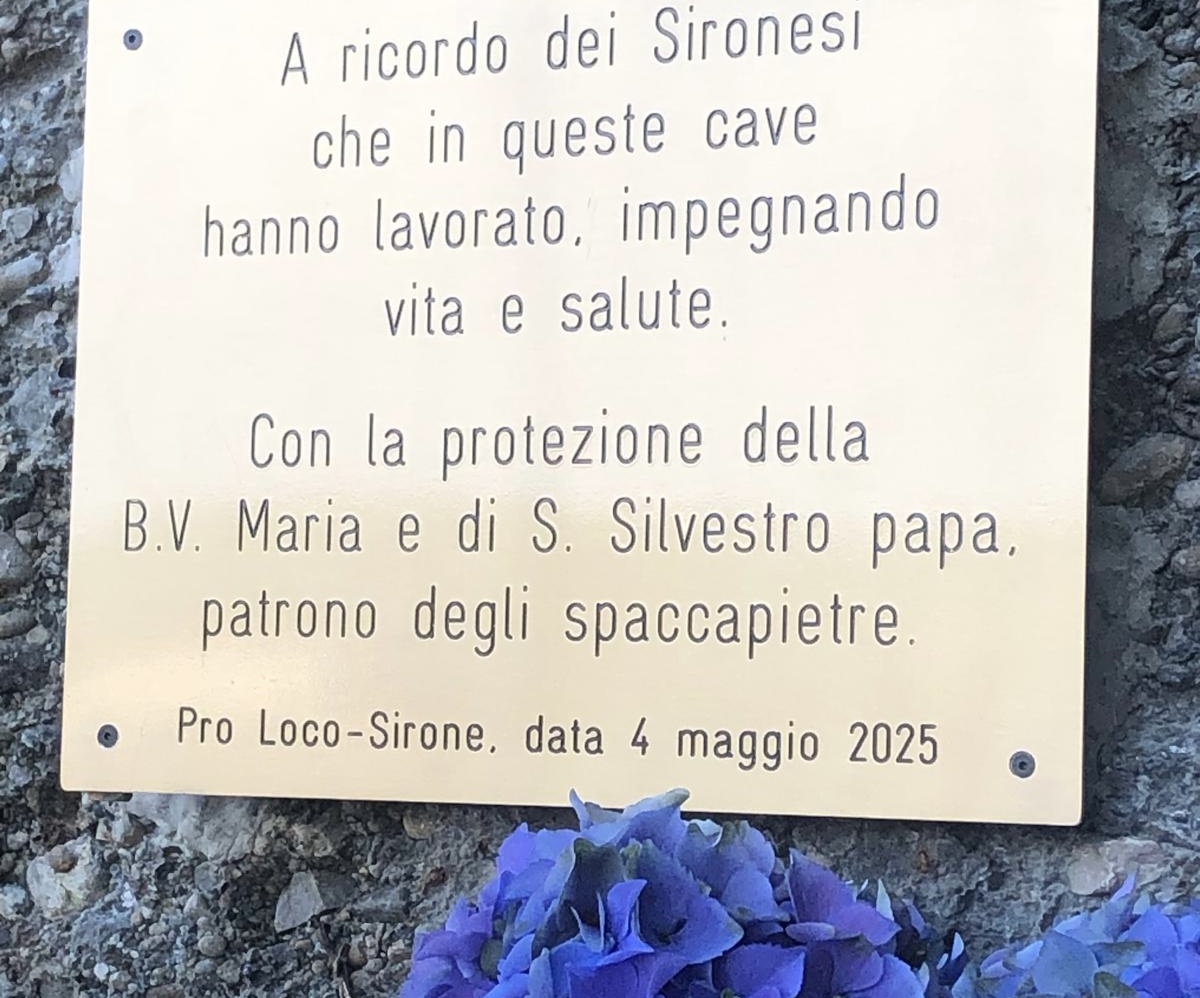 A ricordo dei Sironesi
che in queste cave
hanno lavorato, impegnando
vita e salute.
Con la protezione della
B.V. Maria e di S. Silvestro papa,
patrono degli spaccapietre.
Pro Loco-Sirone, data 4 maggio 2025